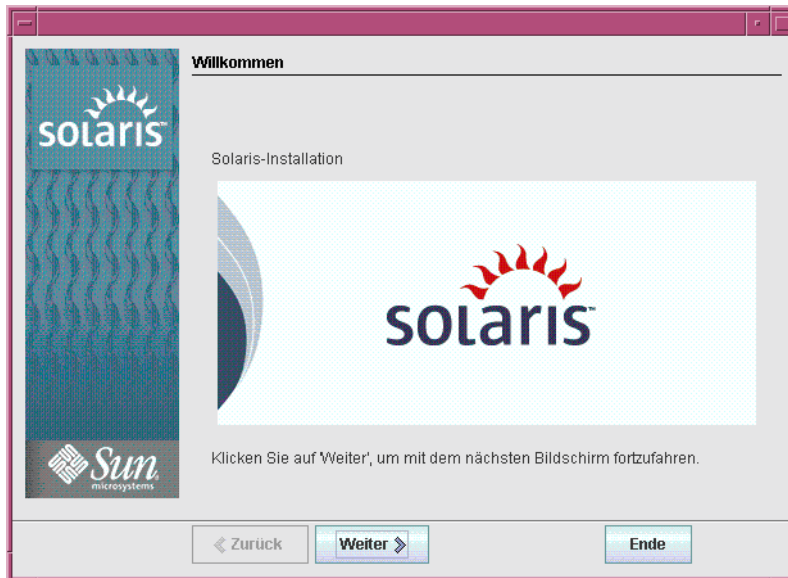 Willkommen
solaris
Solaris-Installation
solaris™
Klicken Sie auf 'Weiter', um mit dem nächsten Bildschirm fortzufahren.
Sun
microsystems
Zurück
Weiter
Ende